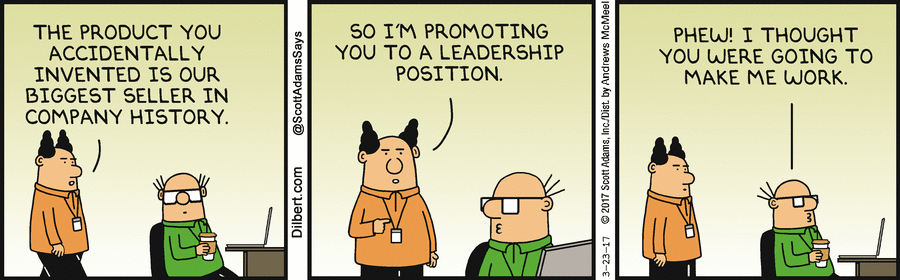 THE PRODUCT YOU
ACCIDENTALLY
INVENTED IS OUR
BIGGEST SELLER IN
COMPANY HISTORY.
Dilbert.com
@ScottAdamsSays
SO I'M PROMOTING
YOU TO A LEADERSHIP
POSITION.
3-23-17 © 2017 Scott Adams, Inc./Dist. by Andrews McMeel
PHEW! I THOUGHT
YOU WERE GOING TO
MAKE ME WORK.